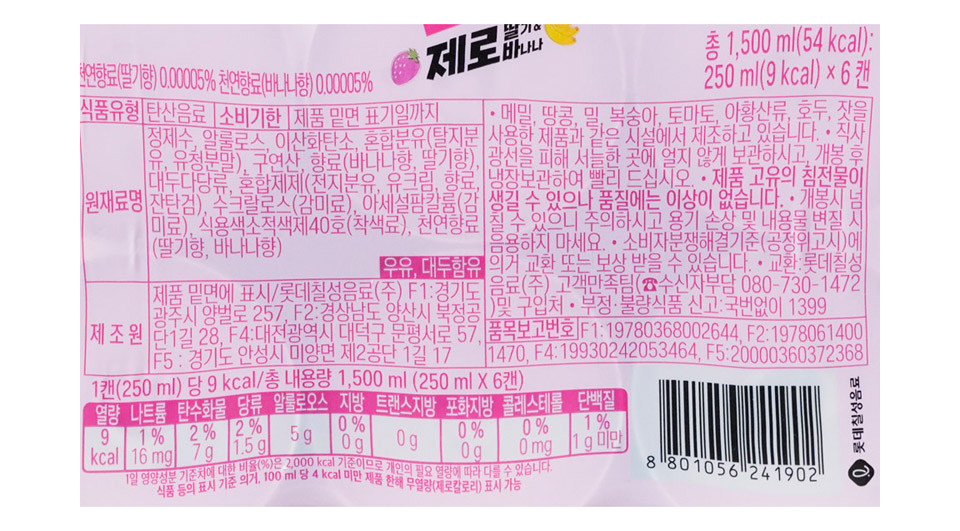 제로 딸기& 바나나
총 1,500 ml(54 kcal):
250 ml(9 kcal) × 6 캔
천연향료(딸기향) 0.00005% 천연향료(바나나향) 0.00005%
식품유형 탄산음료 소비기한 제품 밑면 표기일까지
원재료명
정제수, 알룰로스, 이산화탄소, 혼합분유(탈지분
유, 유청분말), 구연산, 향료(바나나향, 딸기향),
대두다당류, 혼합제제(전지분유, 유크림, 향료,
잔탄검), 수크랄로스(감미료), 아세설팜칼륨(감
미료), 식용색소적색제40호(착색료), 천연향료
(딸기향, 바나나향)
우유, 대두함유
제조원
제품 밑면에 표시/롯데칠성음료(주) F1:경기도
광주시 양벌로 257, F2:경상남도 양산시 북정공
단1길 28, F4:대전광역시 대덕구 문평서로 57,
F5 : 경기도 안성시 미양면 제2공단 1길 17
• 메밀, 땅콩, 밀, 복숭아, 토마토, 아황산류, 호두, 잣을
사용한 제품과 같은 시설에서 제조하고 있습니다. • 직사
광선을 피해 서늘한 곳에 얼지 않게 보관하시고, 개봉 후
냉장보관하여 빨리 드십시오. • 제품 고유의 침전물이
생길 수 있으나 품질에는 이상이 없습니다. • 개봉시 넘
칠 수 있으니 주의하시고 용기 손상 및 내용물 변질 시
음용하지 마세요. • 소비자분쟁해결기준(공정위고시)에
의거 교환 또는 보상 받을 수 있습니다. • 교환:롯데칠성
음료(주) 고객만족팀(☎수신자부담 080-730-1472
)및 구입처 • 부정·불량식품 신고:국번없이 1399
품목보고번호 F1:19780368002644, F2:1978061400
1470, F4:19930242053464, F5:20000360372368
1캔(250 ml) 당 9 kcal/총 내용량 1,500 ml (250 ml X 6캔)
열량 나트륨 탄수화물 당류 알룰로오스 지방 트랜스지방 포화지방 콜레스테롤 단백질
9 kcal 1% 16 mg 2% 7 g 2% 1.5 g 5 g 0% 0 g 0 g 0% 0 g 0% 0 mg 1% 1 g 미만
1일 영양성분 기준치에 대한 비율(%)은 2,000 kcal 기준이므로 개인의 필요 열량에 따라 다를 수 있습니다.
식품 등의 표시 기준 의거, 100 ml 당 4 kcal 미만 제품 한해 무열량(제로칼로리) 표시 가능
8 801056 241902
롯데칠성음료